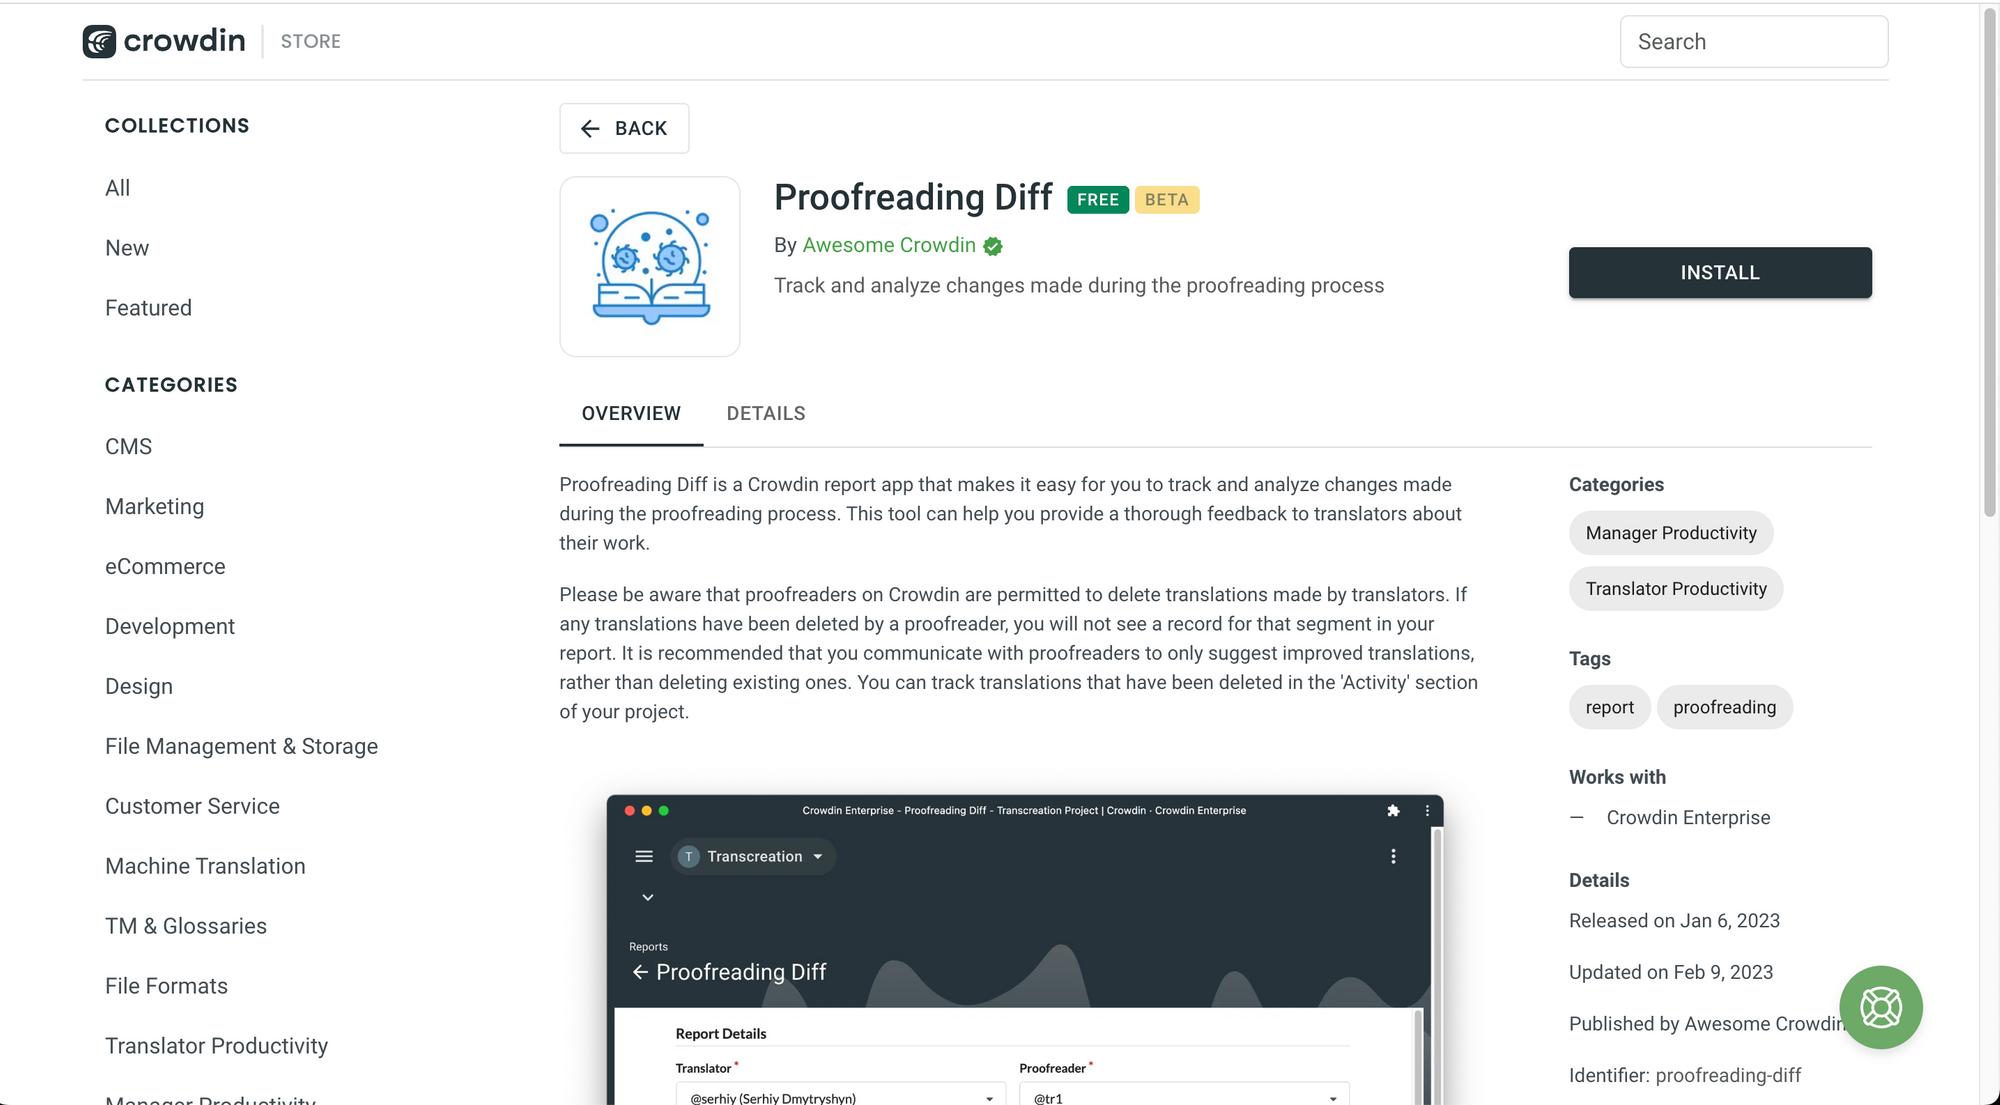 crowdin
STORE
Search
COLLECTIONS
All
New
Featured
CATEGORIES
CMS
Marketing
eCommerce
Development
Design
File Management & Storage
Customer Service
Machine Translation
TM & Glossaries
File Formats
Translator Productivity
Manager Productivity
BACK
Proofreading Diff
FREE
BETA
By Awesome Crowdin
Track and analyze changes made during the proofreading process
INSTALL
OVERVIEW
DETAILS
Proofreading Diff is a Crowdin report app that makes it easy for you to track and analyze changes made
during the proofreading process. This tool can help you provide a thorough feedback to translators about
their work.
Please be aware that proofreaders on Crowdin are permitted to delete translations made by translators. If
any translations have been deleted by a proofreader, you will not see a record for that segment in your
report. It is recommended that you communicate with proofreaders to only suggest improved translations,
rather than deleting existing ones. You can track translations that have been deleted in the 'Activity' section
of your project.
Crowdin Enterprise - Proofreading Diff - Transcreation Project | Crowdin · Crowdin Enterprise
T
Transcreation
Reports
Proofreading Diff
Report Details
Translator *
Proofreader *
@serhiy (Serhiy Dmytryshyn)
@tr1
Categories
Manager Productivity
Translator Productivity
Tags
report
proofreading
Works with
— Crowdin Enterprise
Details
Released on Jan 6, 2023
Updated on Feb 9, 2023
Published by Awesome Crowdin
Identifier: proofreading-diff